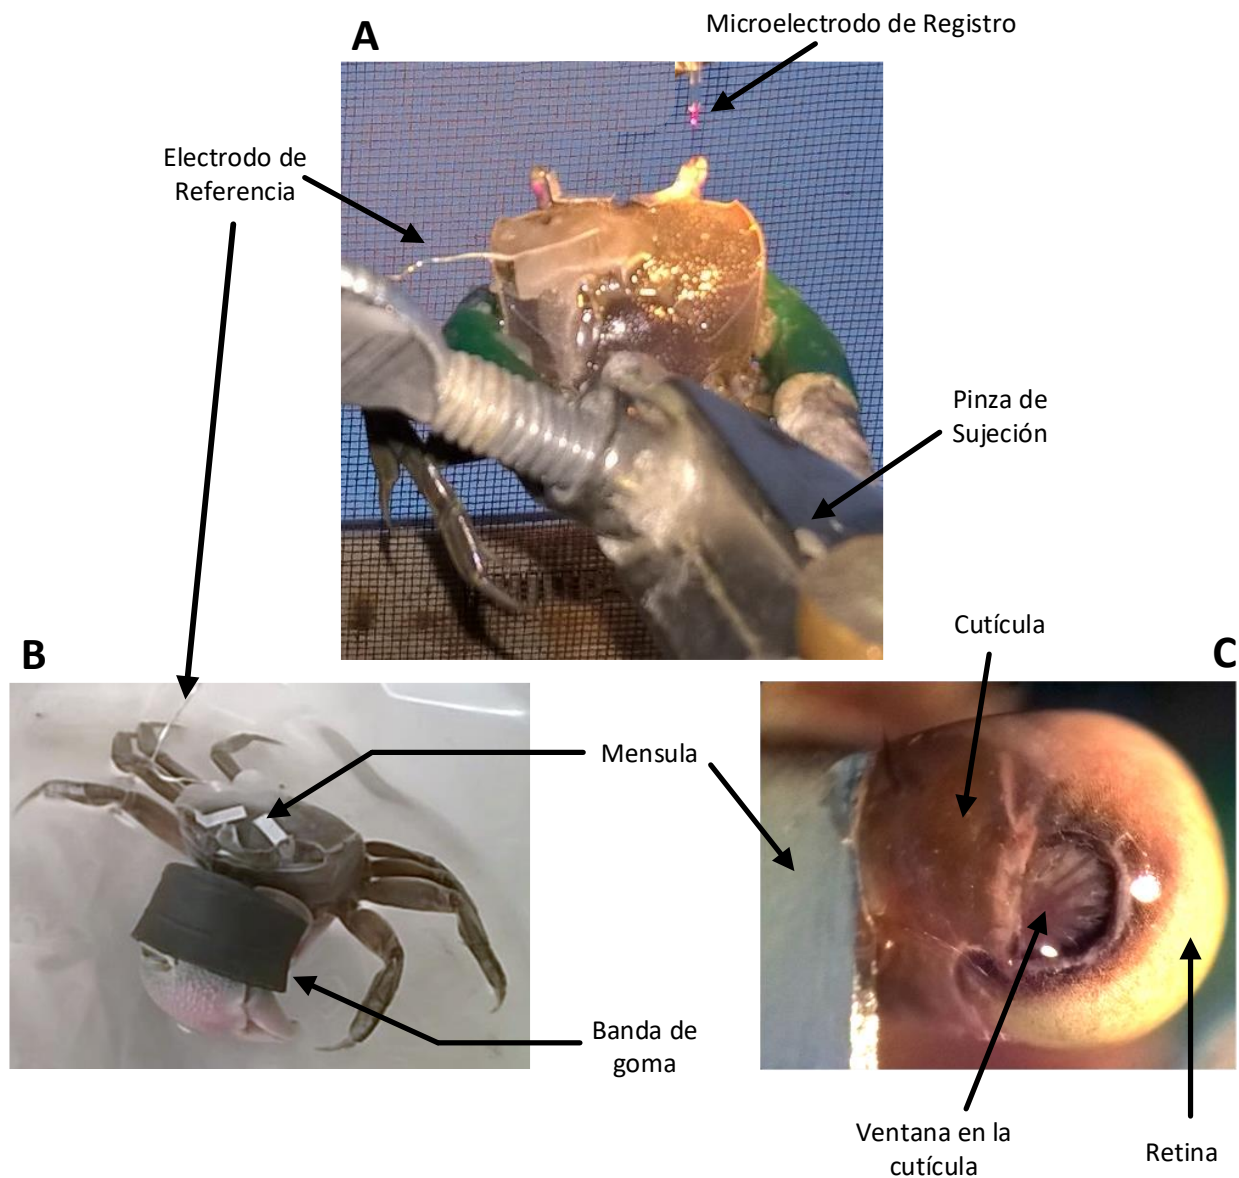 A
Microelectrodo de Registro
Electrodo de
Referencia
Pinza de
Sujeción
B
Cutícula
C
Mensula
Banda de
goma
Ventana en la
cutícula
Retina